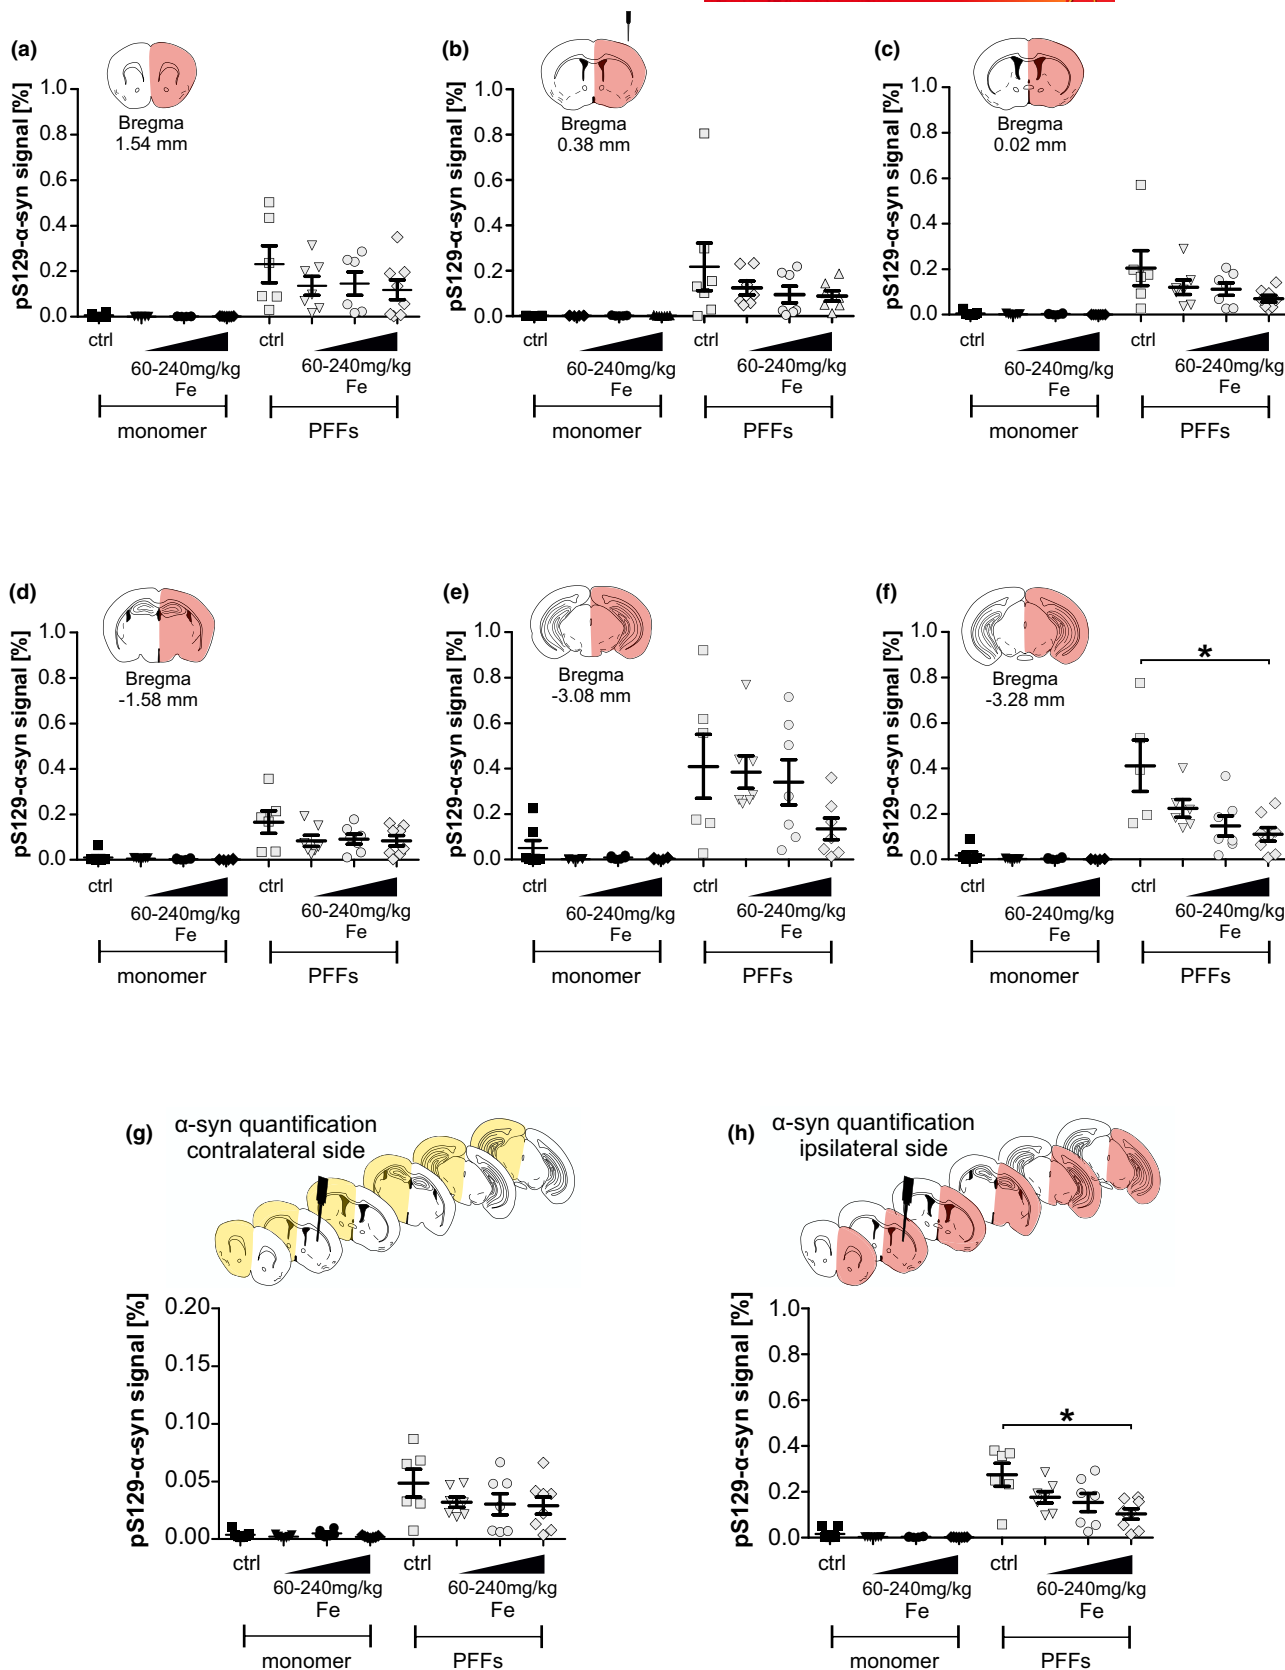 (a)
pS129-α-syn signal [%]
1.0
0.8
0.6
0.4
0.2
0.0
Bregma
1.54 mm
ctrl
ctrl
60-240mg/kg
60-240mg/kg
Fe
Fe
monomer
PFFs
(b)
pS129-α-syn signal [%]
1.0
0.8
0.6
0.4
0.2
0.0
Bregma
0.38 mm
ctrl
ctrl
60-240mg/kg
60-240mg/kg
Fe
Fe
monomer
PFFs
(c)
pS129-α-syn signal [%]
1.0
0.8
0.6
0.4
0.2
0.0
Bregma
0.02 mm
ctrl
ctrl
60-240mg/kg
60-240mg/kg
Fe
Fe
monomer
PFFs
(d)
pS129-α-syn signal [%]
1.0
0.8
0.6
0.4
0.2
0.0
Bregma
-1.58 mm
ctrl
ctrl
60-240mg/kg
60-240mg/kg
Fe
Fe
monomer
PFFs
(e)
pS129-α-syn signal [%]
1.0
0.8
0.6
0.4
0.2
0.0
Bregma
-3.08 mm
ctrl
ctrl
60-240mg/kg
60-240mg/kg
Fe
Fe
monomer
PFFs
(f)
pS129-α-syn signal [%]
1.0
0.8
0.6
0.4
0.2
0.0
Bregma
-3.28 mm
*
ctrl
ctrl
60-240mg/kg
60-240mg/kg
Fe
Fe
monomer
PFFs
(g)
α-syn quantification
contralateral side
pS129-α-syn signal [%]
0.20
0.15
0.10
0.05
0.00
ctrl
ctrl
60-240mg/kg
60-240mg/kg
Fe
Fe
monomer
PFFs
(h)
α-syn quantification
ipsilateral side
pS129-α-syn signal [%]
1.0
0.8
0.6
0.4
0.2
0.0
*
ctrl
ctrl
60-240mg/kg
60-240mg/kg
Fe
Fe
monomer
PFFs